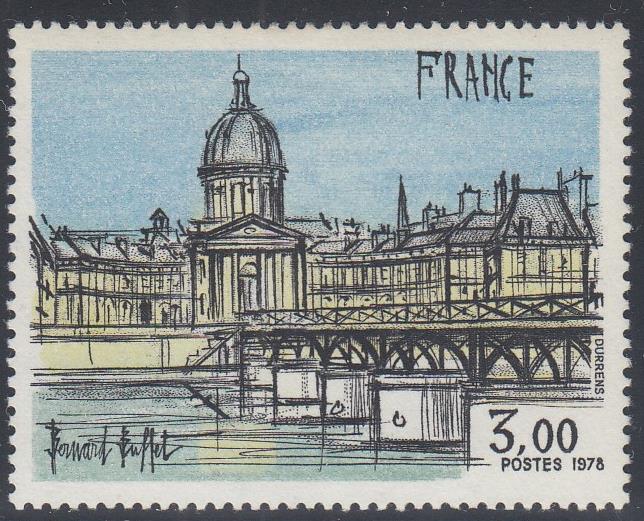 FRANCE
DURRENS
Bernard Buffet
3,00
POSTES 1978